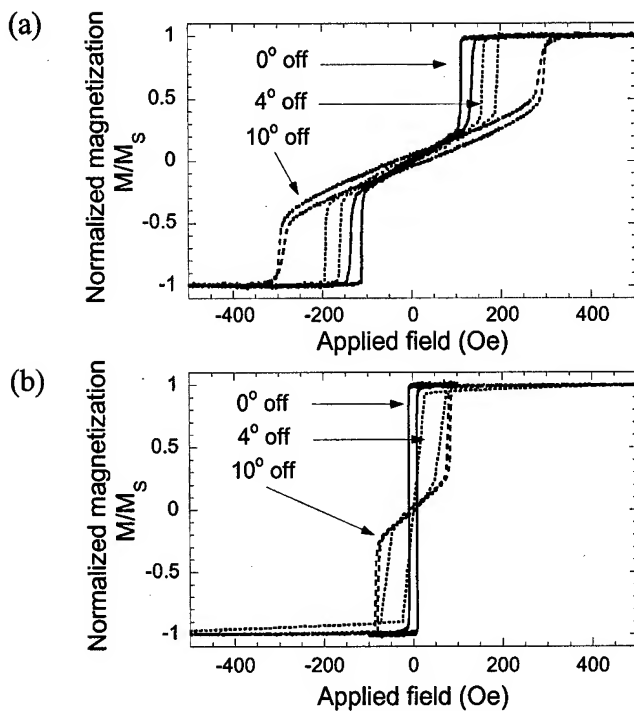 (a)
Normalized magnetization
M/M_S
1
0.5
0
-0.5
-1
0° off
4° off
10° off
-400 -200 0 200 400
Applied field (Oe)
(b)
Normalized magnetization
M/M_S
1
0.5
0
-0.5
-1
0° off
4° off
10° off
-400 -200 0 200 400
Applied field (Oe)